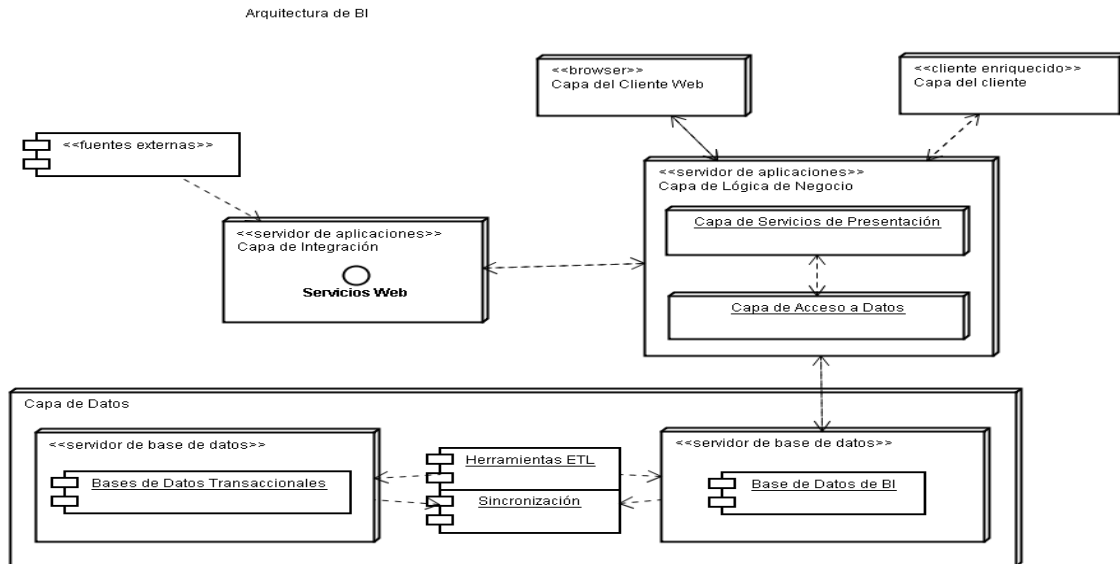 Arquitectura de BI
<<browser>>
Capa del Cliente Web
<<cliente enriquecido>>
Capa del cliente
<<fuentes externas>>
<<servidor de aplicaciones>>
Capa de Lógica de Negocio
Capa de Servicios de Presentación
Capa de Acceso a Datos
<<servidor de aplicaciones>>
Capa de Integración
Servicios Web
Capa de Datos
<<servidor de base de datos>>
Bases de Datos Transaccionales
Herramientas ETL
Sincronización
<<servidor de base de datos>>
Base de Datos de BI